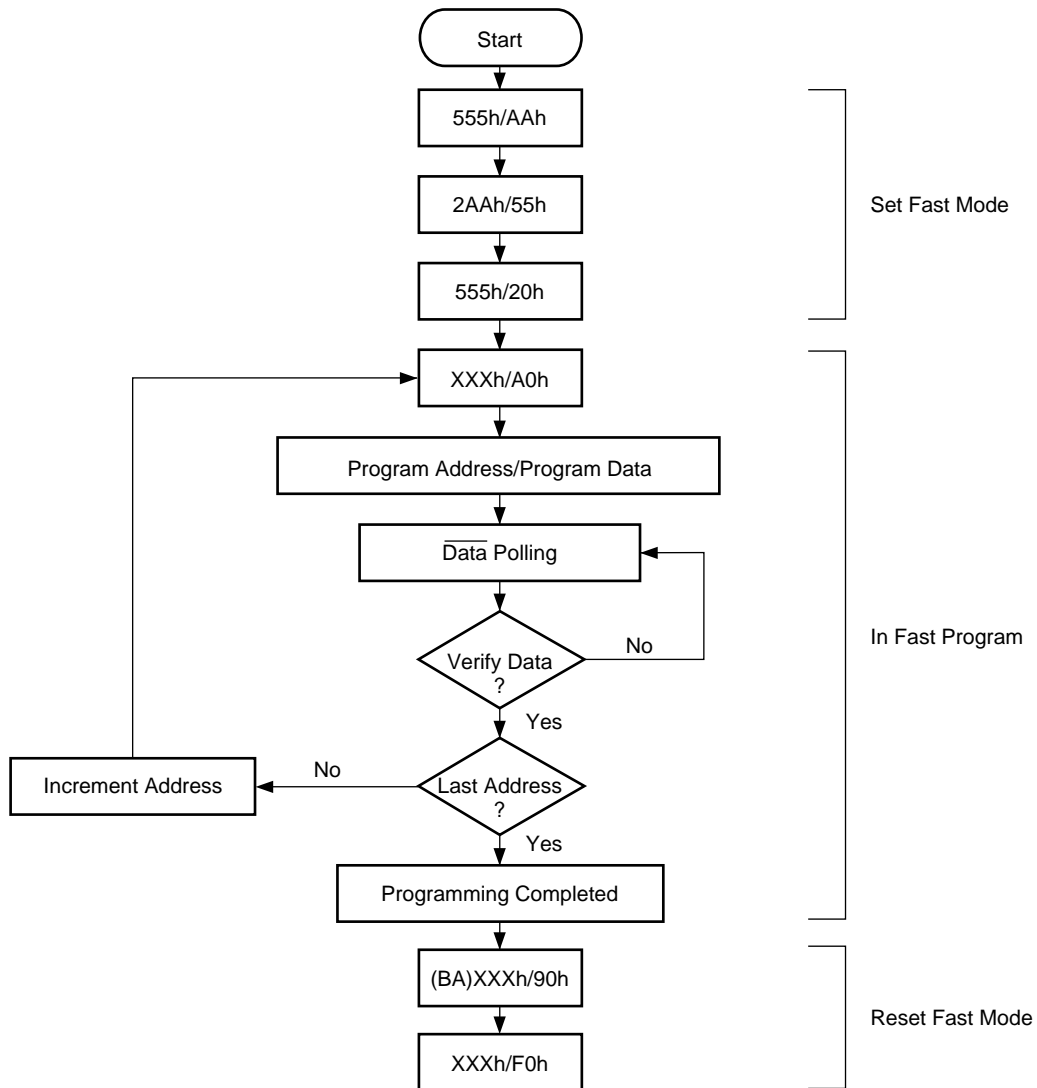 Start
555h/AAh
2AAh/55h
Set Fast Mode
555h/20h
XXXh/A0h
Program Address/Program Data
Data Polling
In Fast Program
Verify Data
?
No
Yes
Increment Address
No
Last Address
?
Yes
Programming Completed
(BA)XXXh/90h
Reset Fast Mode
XXXh/F0h